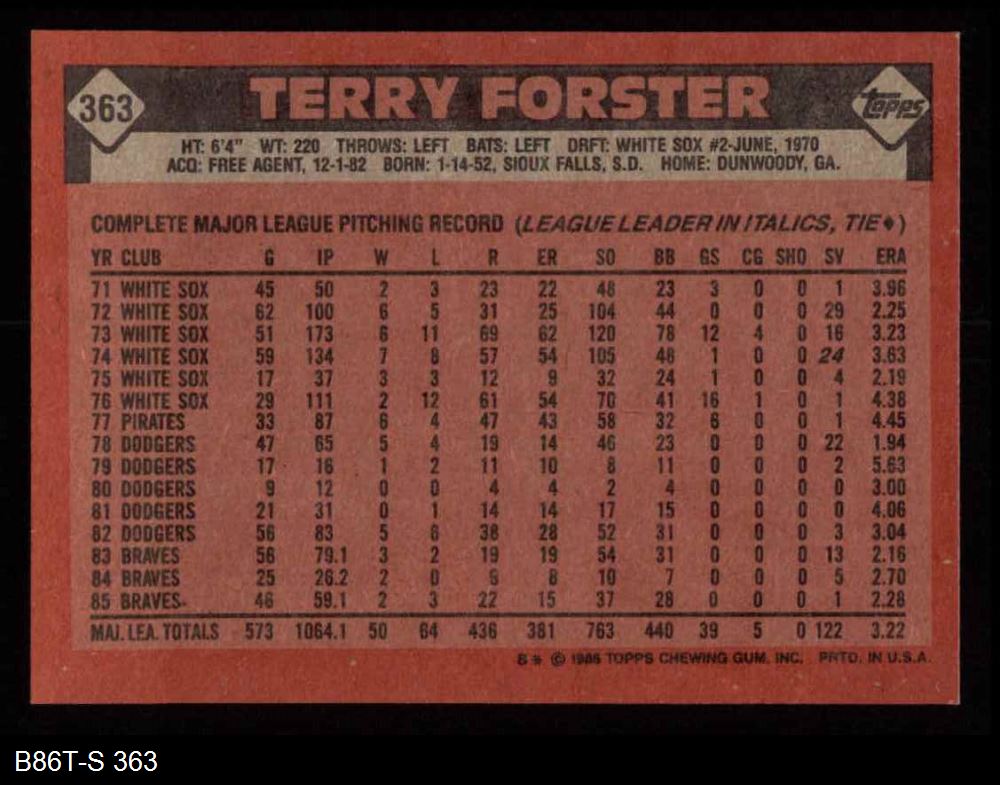 363 TERRY FORSTER Topps
HT: 6'4" WT: 220 THROWS: LEFT BATS: LEFT DRFT: WHITE SOX #2-JUNE, 1970
ACQ: FREE AGENT, 12-1-82 BORN: 1-14-52, SIOUX FALLS, S.D. HOME: DUNWOODY, GA.
COMPLETE MAJOR LEAGUE PITCHING RECORD (LEAGUE LEADER IN ITALICS, TIE♦)
YR CLUB G IP W L R ER SO BB GS CG SHO SV ERA
71 WHITE SOX 45 50 2 3 23 22 48 23 3 0 0 1 3.96
72 WHITE SOX 62 100 6 5 31 25 104 44 0 0 0 29 2.25
73 WHITE SOX 51 173 6 11 69 62 120 78 12 4 0 16 3.23
74 WHITE SOX 59 134 7 8 57 54 105 48 1 0 0 24 3.63
75 WHITE SOX 17 37 3 3 12 9 32 24 1 0 0 4 2.19
76 WHITE SOX 29 111 2 12 61 54 70 41 16 1 0 1 4.38
77 PIRATES 33 87 6 4 47 43 58 32 6 0 0 1 4.45
78 DODGERS 47 65 5 4 19 14 46 23 0 0 0 22 1.94
79 DODGERS 17 16 1 2 11 10 8 11 0 0 0 2 5.63
80 DODGERS 9 12 0 0 4 4 2 4 0 0 0 0 3.00
81 DODGERS 21 31 0 1 14 14 17 15 0 0 0 0 4.06
82 DODGERS 56 83 5 6 38 28 52 31 0 0 0 3 3.04
83 BRAVES 56 79.1 3 2 19 19 54 31 0 0 0 13 2.16
84 BRAVES 25 26.2 2 0 9 8 10 7 0 0 0 5 2.70
85 BRAVES 46 59.1 2 3 22 15 37 28 0 0 0 1 2.28
MAJ. LEA. TOTALS 573 1064.1 50 64 436 381 763 440 39 5 0 122 3.22
© 1986 TOPPS CHEWING GUM, INC. PRTD. IN U.S.A.
B86T-S 363